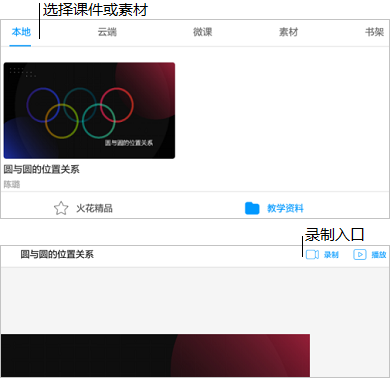 选择课件或素材
本地 云端 微课 素材 书架
圆与圆的位置关系
圆与圆的位置关系
陈璐
火花精品 教学资料
录制入口
圆与圆的位置关系 录制 播放